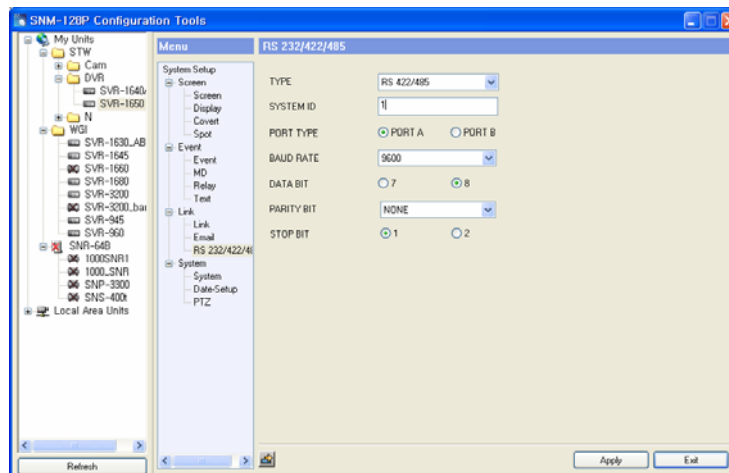 SNM-128P Configuration Tools
My Units
STW
Cam
DVR
SVR-1640
SVR-1650
N
WGI
SVR-1630_AB
SVR-1645
SVR-1660
SVR-1680
SVR-3200
SVR-3200_bai
SVR-945
SVR-960
SNR-64B
1000SNR1
1000_SNR
SNP-3300
SNS-400t
Local Area Units
Refresh
Menu
System Setup
Screen
Screen
Display
Covert
Spot
Event
Event
MD
Relay
Text
Link
Link
Email
RS 232/422/48
System
System
Date-Setup
PTZ
RS 232/422/485
TYPE RS 422/485
SYSTEM ID 1
PORT TYPE PORT A PORT B
BAUD RATE 9600
DATA BIT 7 8
PARITY BIT NONE
STOP BIT 1 2
Apply Exit